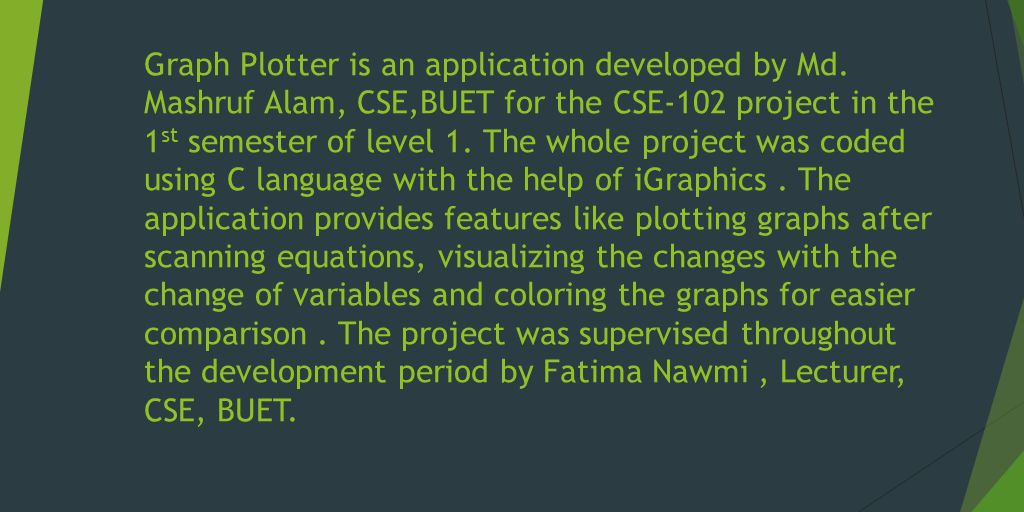 Graph Plotter is an application developed by Md.
Mashruf Alam, CSE,BUET for the CSE-102 project in the
1st semester of level 1. The whole project was coded
using C language with the help of iGraphics . The
application provides features like plotting graphs after
scanning equations, visualizing the changes with the
change of variables and coloring the graphs for easier
comparison . The project was supervised throughout
the development period by Fatima Nawmi , Lecturer,
CSE, BUET.